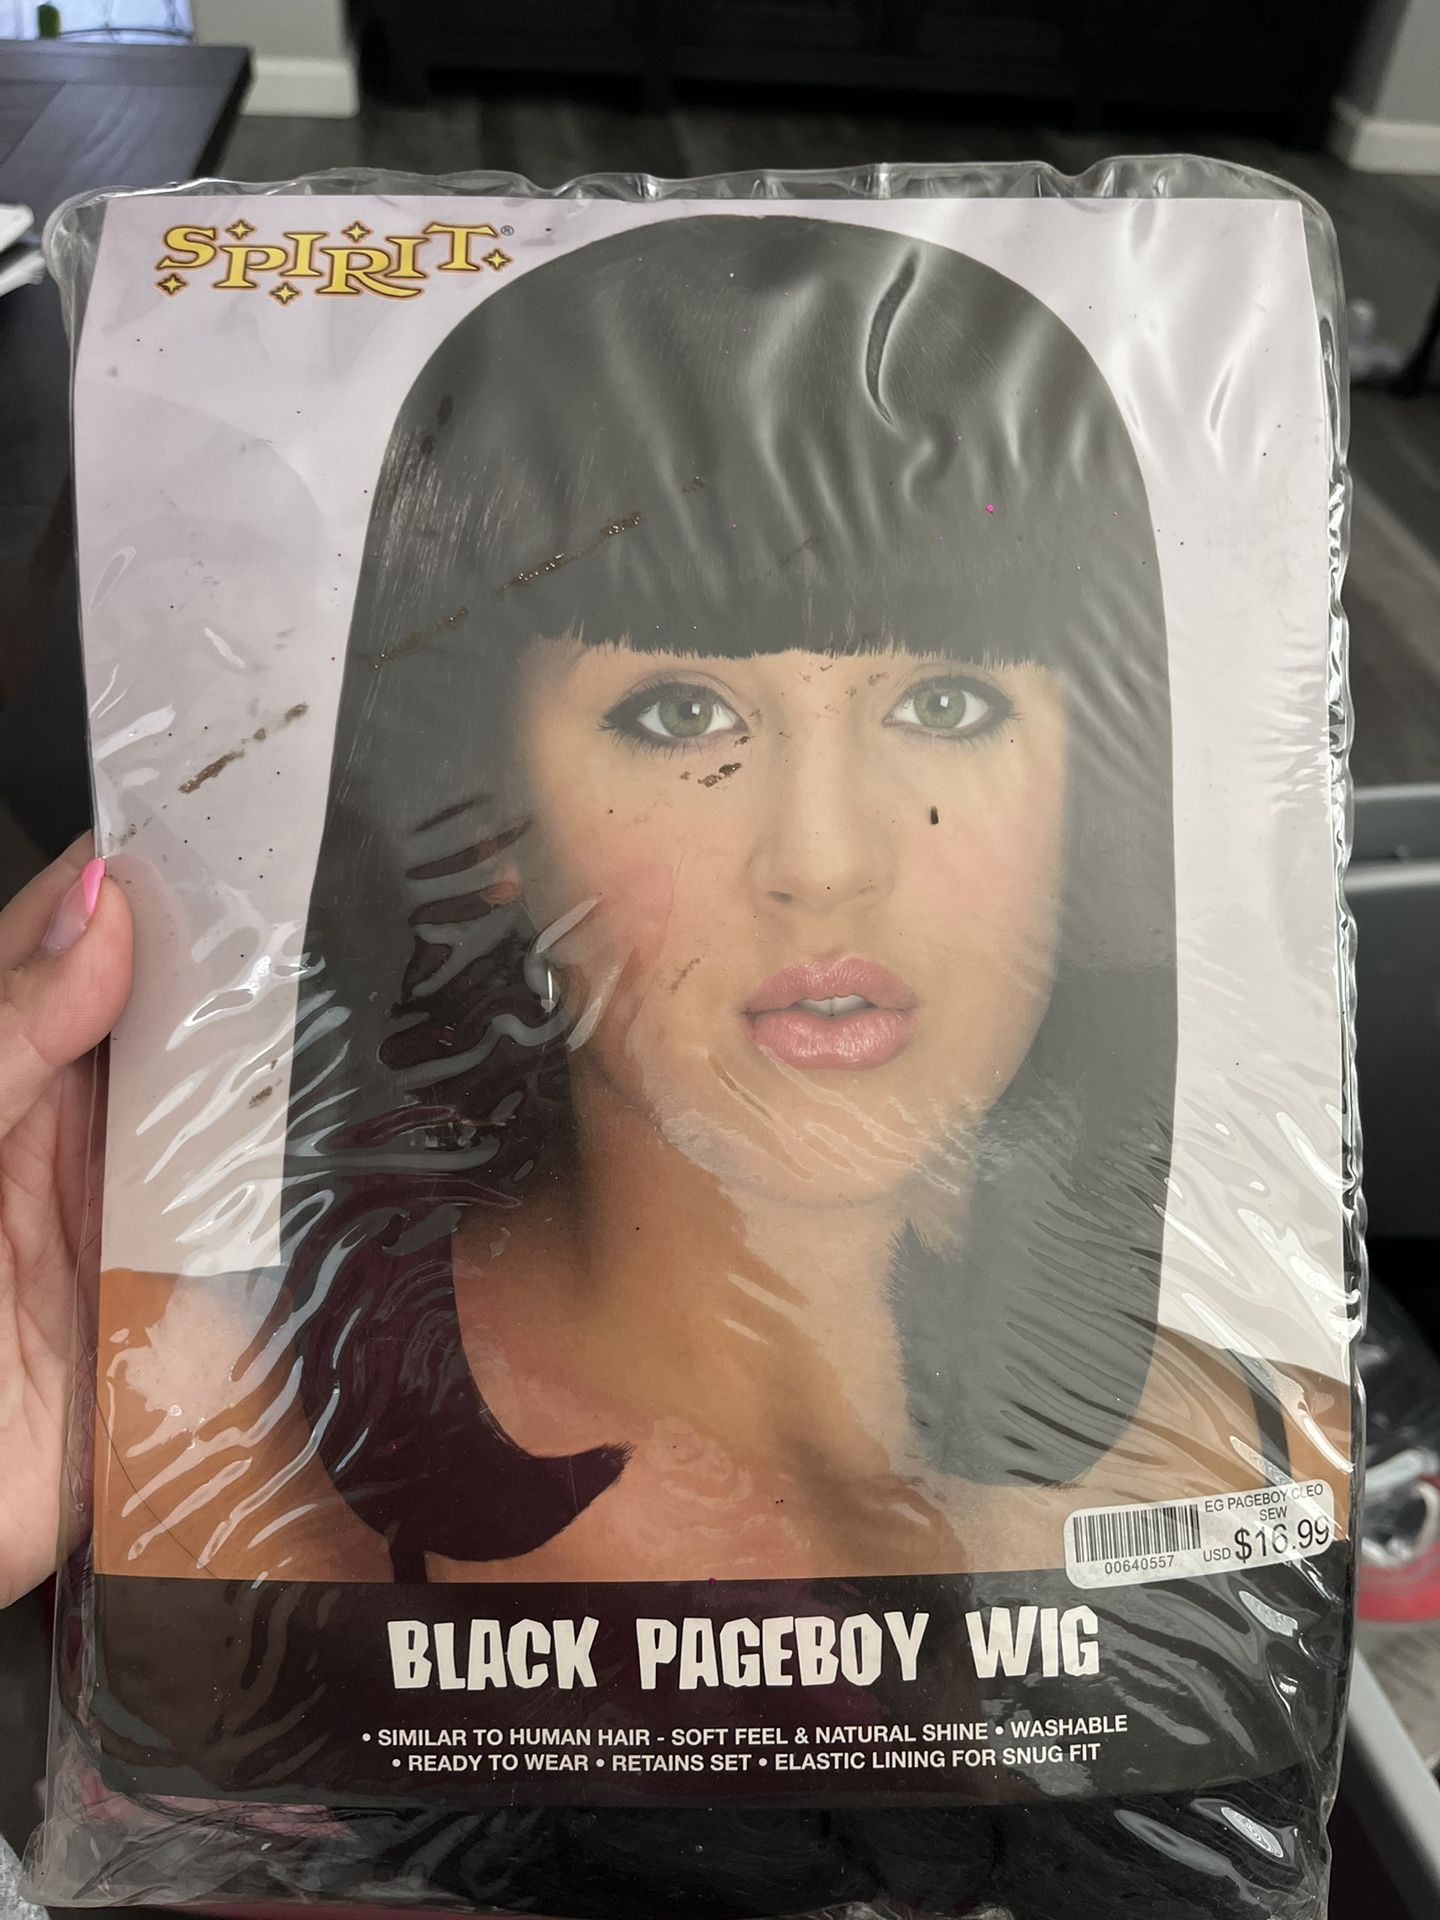 SPIRIT®
EG PAGEBOY CLEO
SEW
USD $16.99
00640557
BLACK PAGEBOY WIG
• SIMILAR TO HUMAN HAIR - SOFT FEEL & NATURAL SHINE • WASHABLE
• READY TO WEAR • RETAINS SET • ELASTIC LINING FOR SNUG FIT